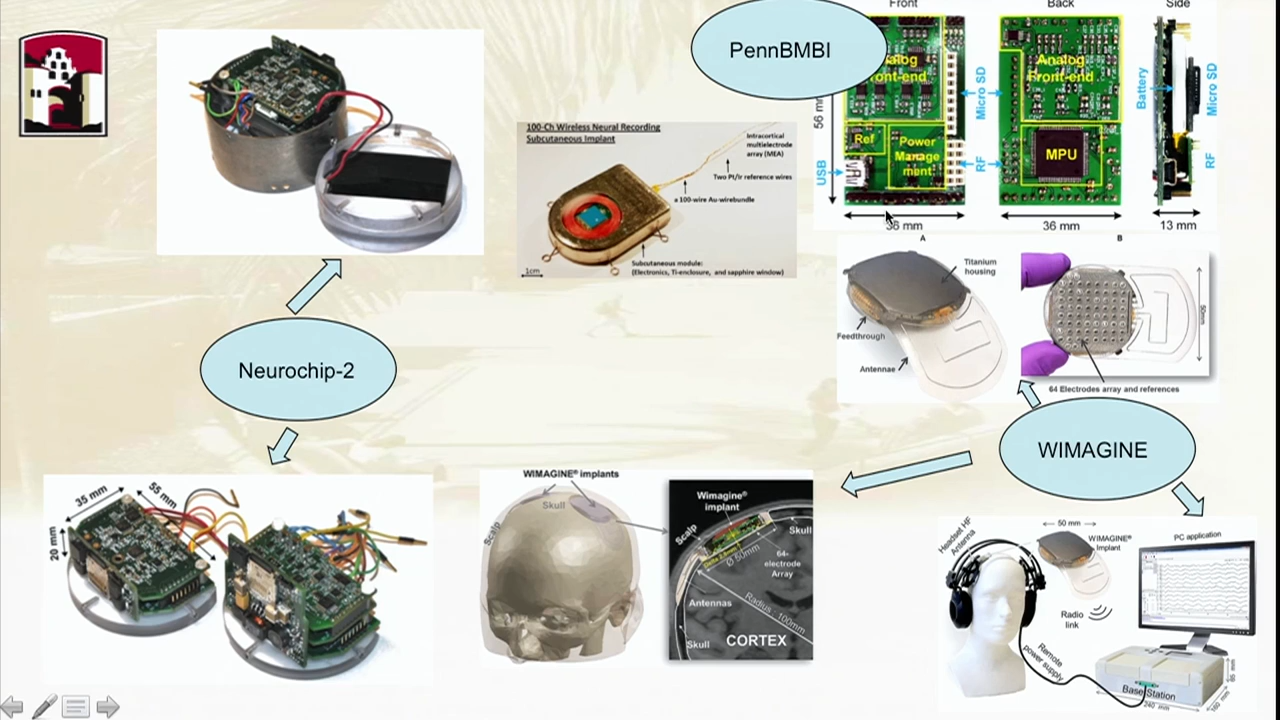 PennBMBI
Front
Back
Side
nalog
ront-end
Analog
Front-end
Ref
Power
Manage
ment
MPU
USB
Micro SD
RF
Battery
Micro SD
RF
36 mm
36 mm
13 mm
100-Ch Wireless Neural Recording
Subcutaneous Implant
Intracortical
multielectrode
array (MEA)
Two Pt/Ir reference wires
a 100-wire Au-wirebundle
Subcutaneous module:
(Electronics, Ti-enclosure, and sapphire window)
1cm
A
B
Titanium
housing
Feedthrough
Antennae
50mm
64 Electrodes array and references
Neurochip-2
WIMAGINE
35 mm
55 mm
20 mm
WIMAGINE® implants
Skull
Scalp
Wimagine®
implant
Scalp
Skull
Ø 50mm
64-
electrode
Array
Antennas
Radius 100mm
Skull
CORTEX
Headset HF
Antenna
50 mm
WIMAGINE®
Implant
PC application
Radio
link
Remote
power supply
Base Station
240 mm